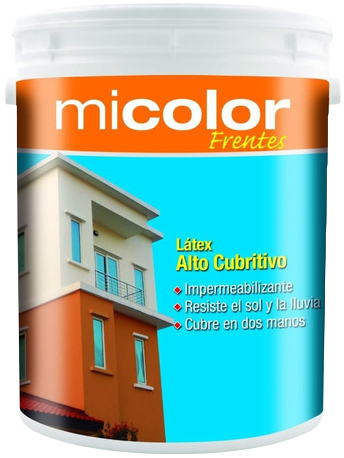 micolor
Frentes
Látex
Alto Cubritivo
Impermeabilizante
Resiste el sol y la lluvia
Cubre en dos manos